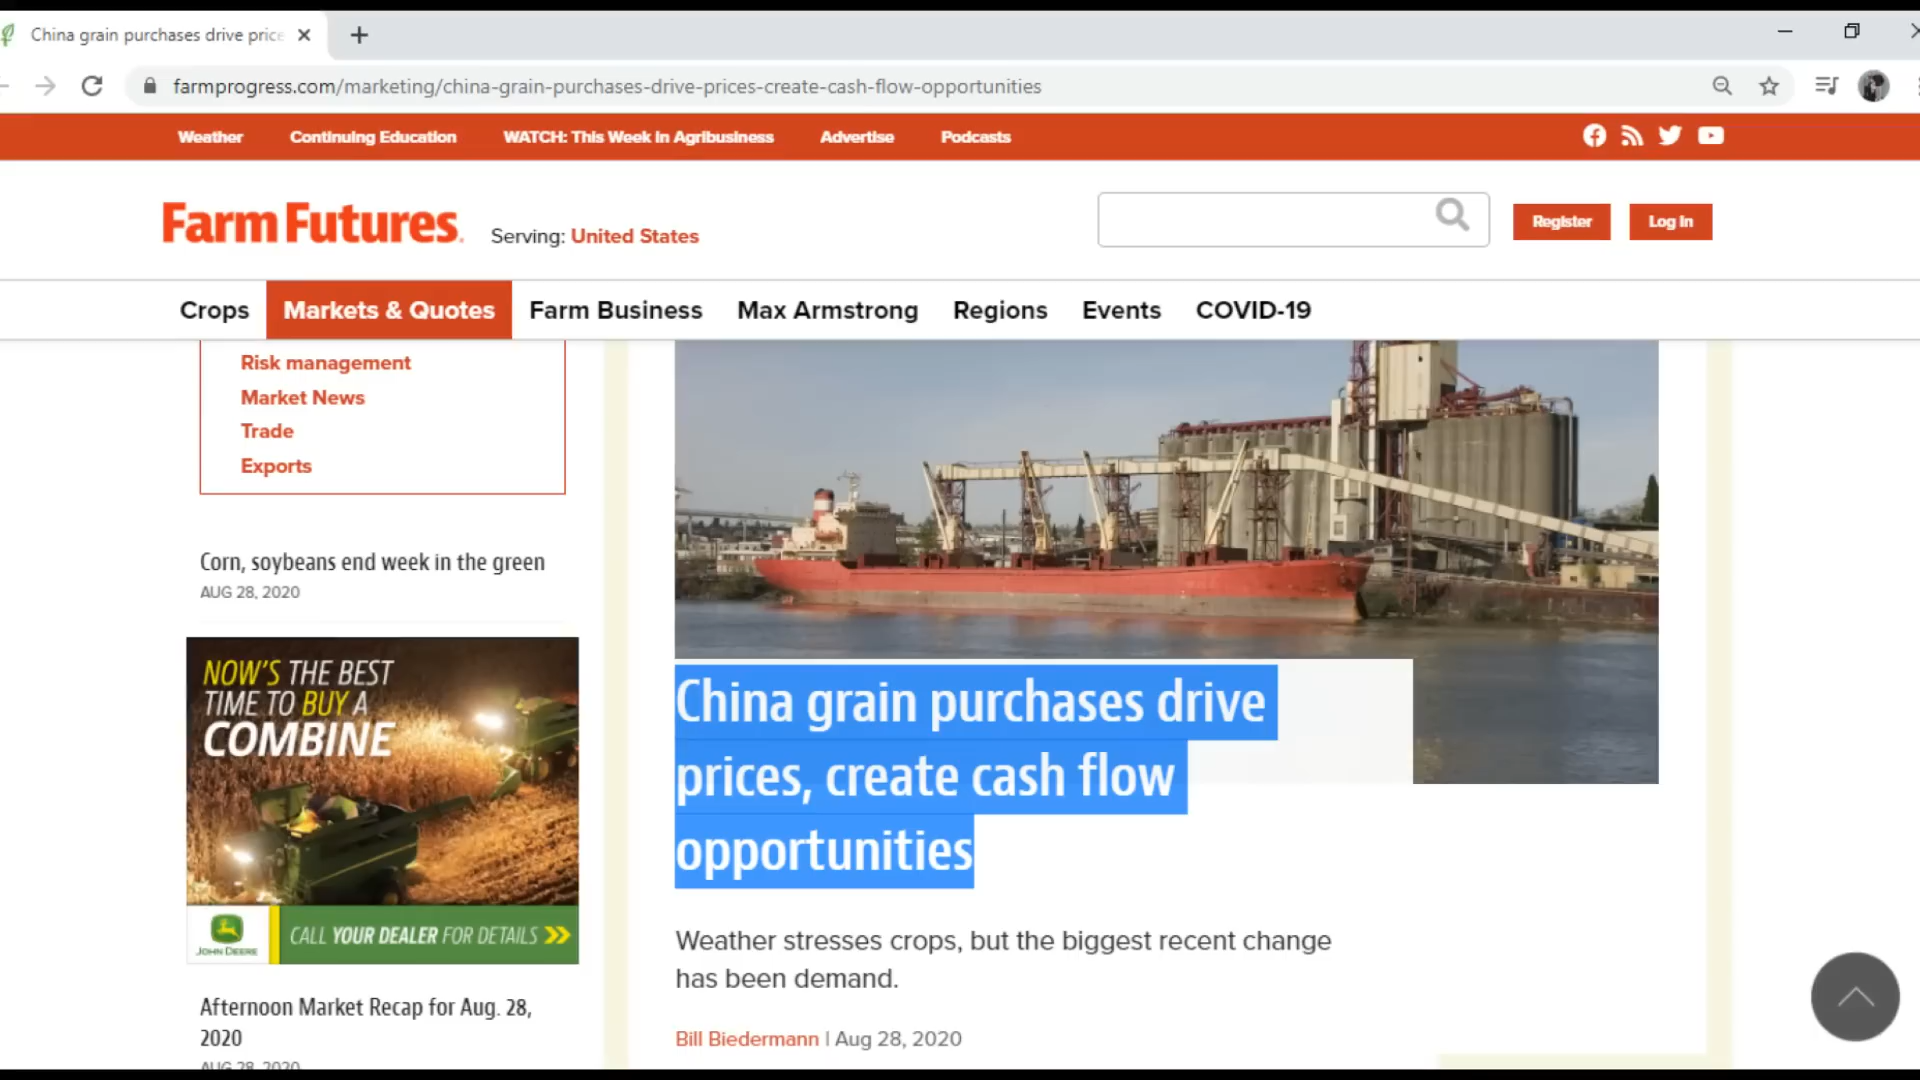 China grain purchases drive price
farmprogress.com/marketing/china-grain-purchases-drive-prices-create-cash-flow-opportunities
Weather Continuing Education WATCH: This Week in Agribusiness Advertise Podcasts
Farm Futures. Serving: United States
Register Log In
Crops Markets & Quotes Farm Business Max Armstrong Regions Events COVID-19
Risk management
Market News
Trade
Exports
Corn, soybeans end week in the green
AUG 28, 2020
NOW'S THE BEST
TIME TO BUY A
COMBINE
JOHN DEERE
CALL YOUR DEALER FOR DETAILS
Afternoon Market Recap for Aug. 28,
2020
AUG 28, 2020
China grain purchases drive
prices, create cash flow
opportunities
Weather stresses crops, but the biggest recent change
has been demand.
Bill Biedermann | Aug 28, 2020